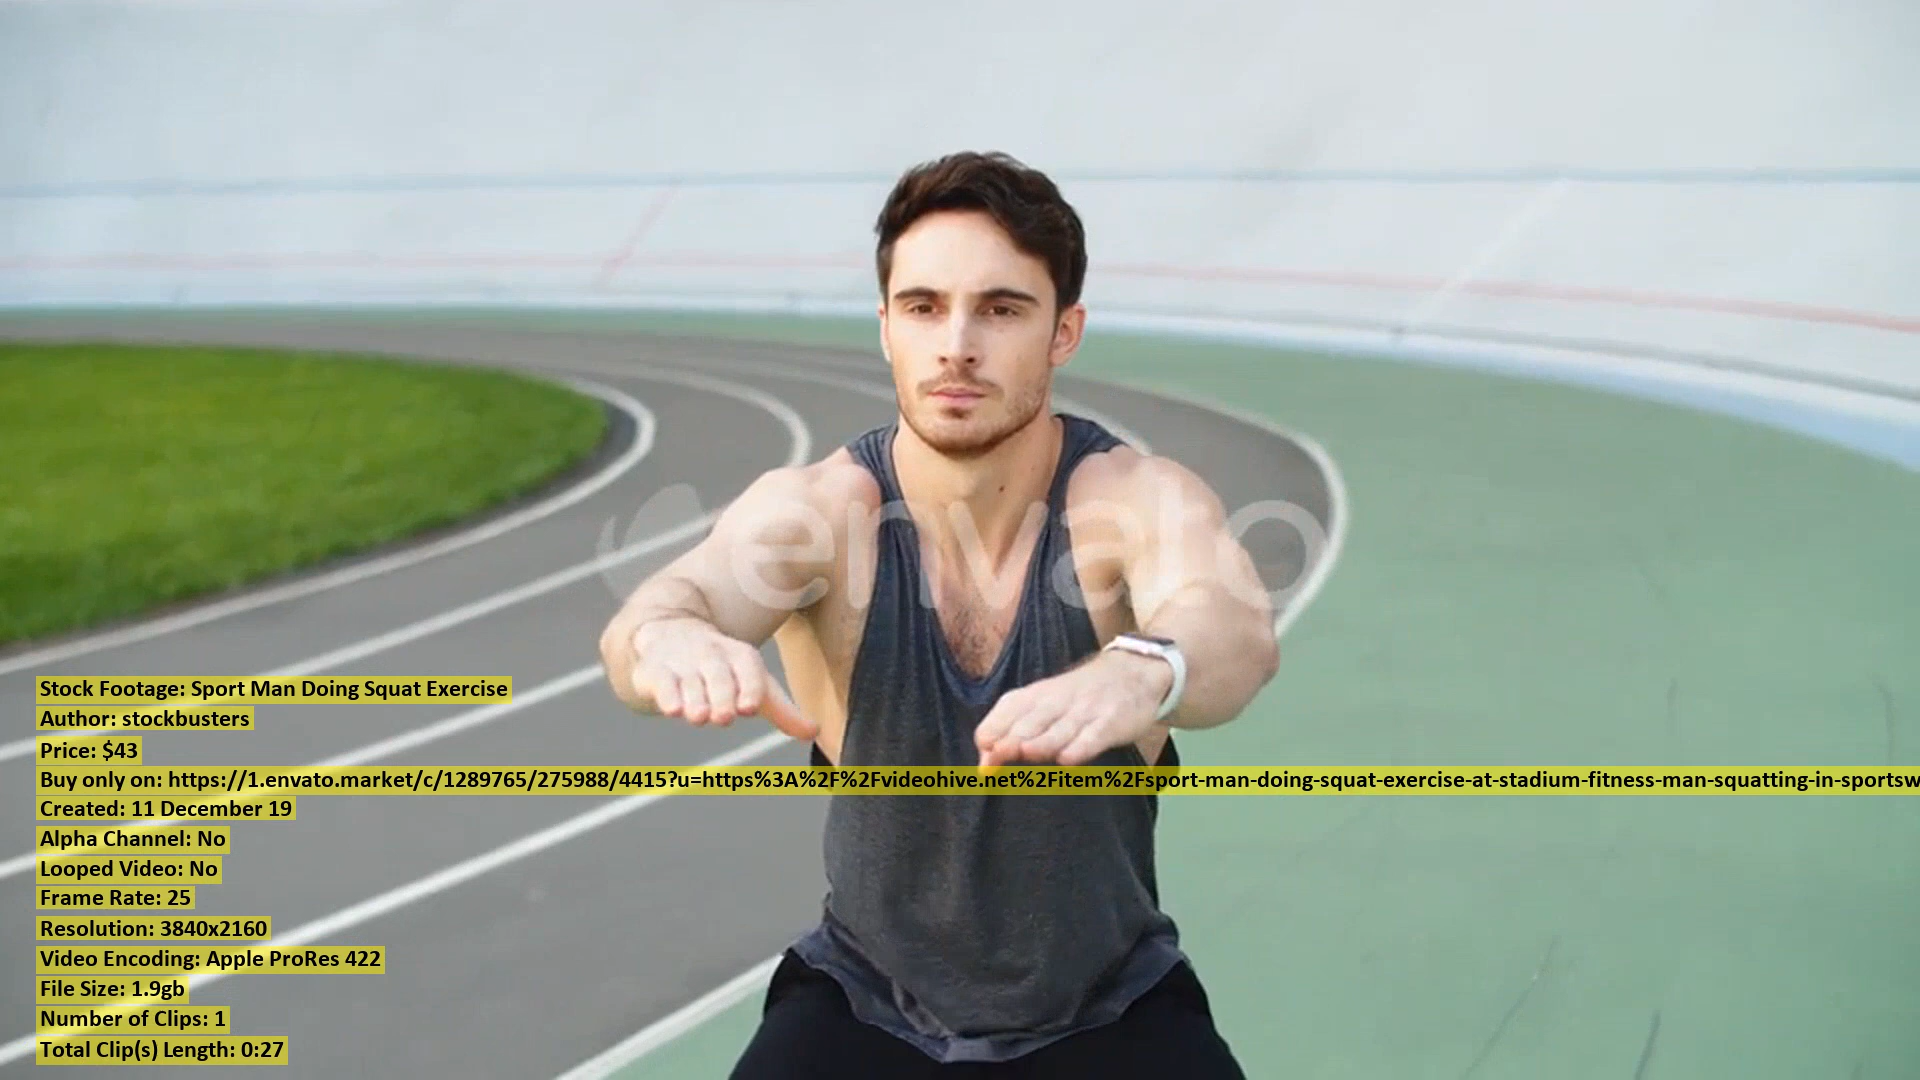 envato
Stock Footage: Sport Man Doing Squat Exercise
Author: stockbusters
Price: $43
Buy only on: https://1.envato.market/c/1289765/275988/4415?u=https%3A%2F%2Fvideohive.net%2Fitem%2Fsport-man-doing-squat-exercise-at-stadium-fitness-man-squatting-in-sportsw
Created: 11 December 19
Alpha Channel: No
Looped Video: No
Frame Rate: 25
Resolution: 3840x2160
Video Encoding: Apple ProRes 422
File Size: 1.9gb
Number of Clips: 1
Total Clip(s) Length: 0:27